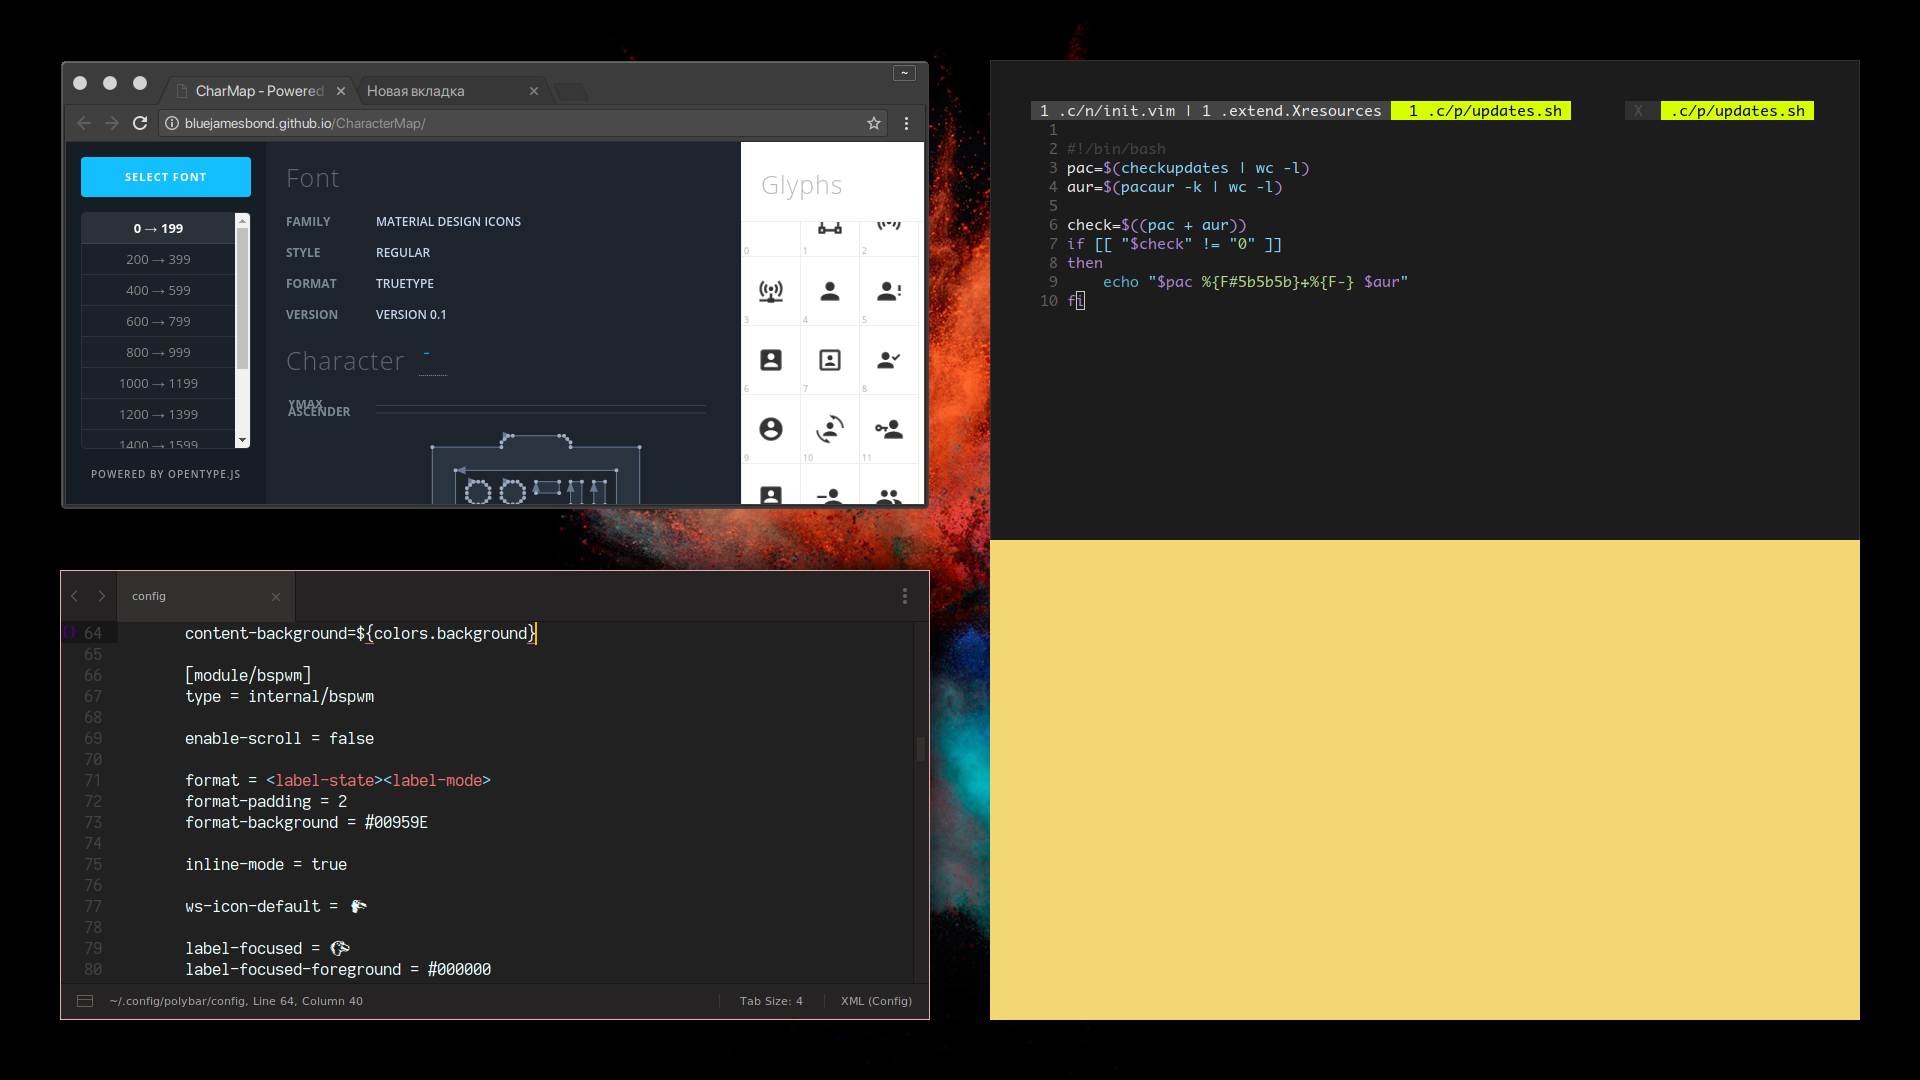 CharMap - Powered
Новая вкладка
~
bluejamesbond.github.io/CharacterMap/
SELECT FONT
0 → 199
200 → 399
400 → 599
600 → 799
800 → 999
1000 → 1199
1200 → 1399
1400 → 1599
POWERED BY OPENTYPE.JS
Font
FAMILY MATERIAL DESIGN ICONS
STYLE REGULAR
FORMAT TRUETYPE
VERSION VERSION 0.1
Character ~
YMAX
ASCENDER
Glyphs
0 1 2
3 4 5
6 7 8
9 10 11
config
64 content-background=${colors.background}
65
66 [module/bspwm]
67 type = internal/bspwm
68
69 enable-scroll = false
70
71 format = <label-state><label-mode>
72 format-padding = 2
73 format-background = #00959E
74
75 inline-mode = true
76
77 ws-icon-default =
78
79 label-focused =
80 label-focused-foreground = #000000
~/.config/polybar/config, Line 64, Column 40
Tab Size: 4
XML (Config)
1 .c/n/init.vim | 1 .extend.Xresources 1 .c/p/updates.sh X .c/p/updates.sh
1
2 #!/bin/bash
3 pac=$(checkupdates | wc -l)
4 aur=$(pacaur -k | wc -l)
5
6 check=$((pac + aur))
7 if [[ "$check" != "0" ]]
8 then
9 echo "$pac %{F#5b5b5b}+%{F-} $aur"
10 fi